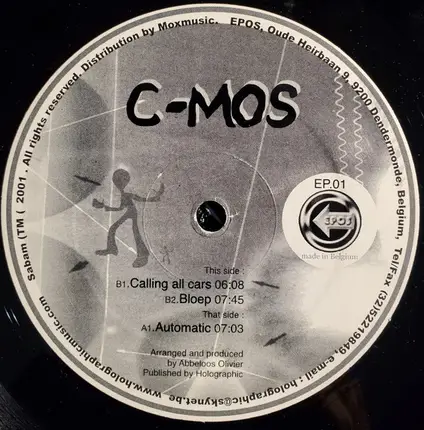 Sabam (TM ( 2001 . All rights reserved. Distribution by Moxmusic. EPOS, Oude Heirbaan 9, 9200 Dendermonde, Belgium, Tel/Fax (32)52219849, e-mail : holographic@skynet.be www.holographicmusic.com
C-MOS
EP.01
EPOS
made in Belgium
This side :
B1.Calling all cars 06:08
B2.Bloep 07:45
That side :
A1.Automatic 07:03
Arranged and produced
by Abbeloos Olivier
Published by Holographic